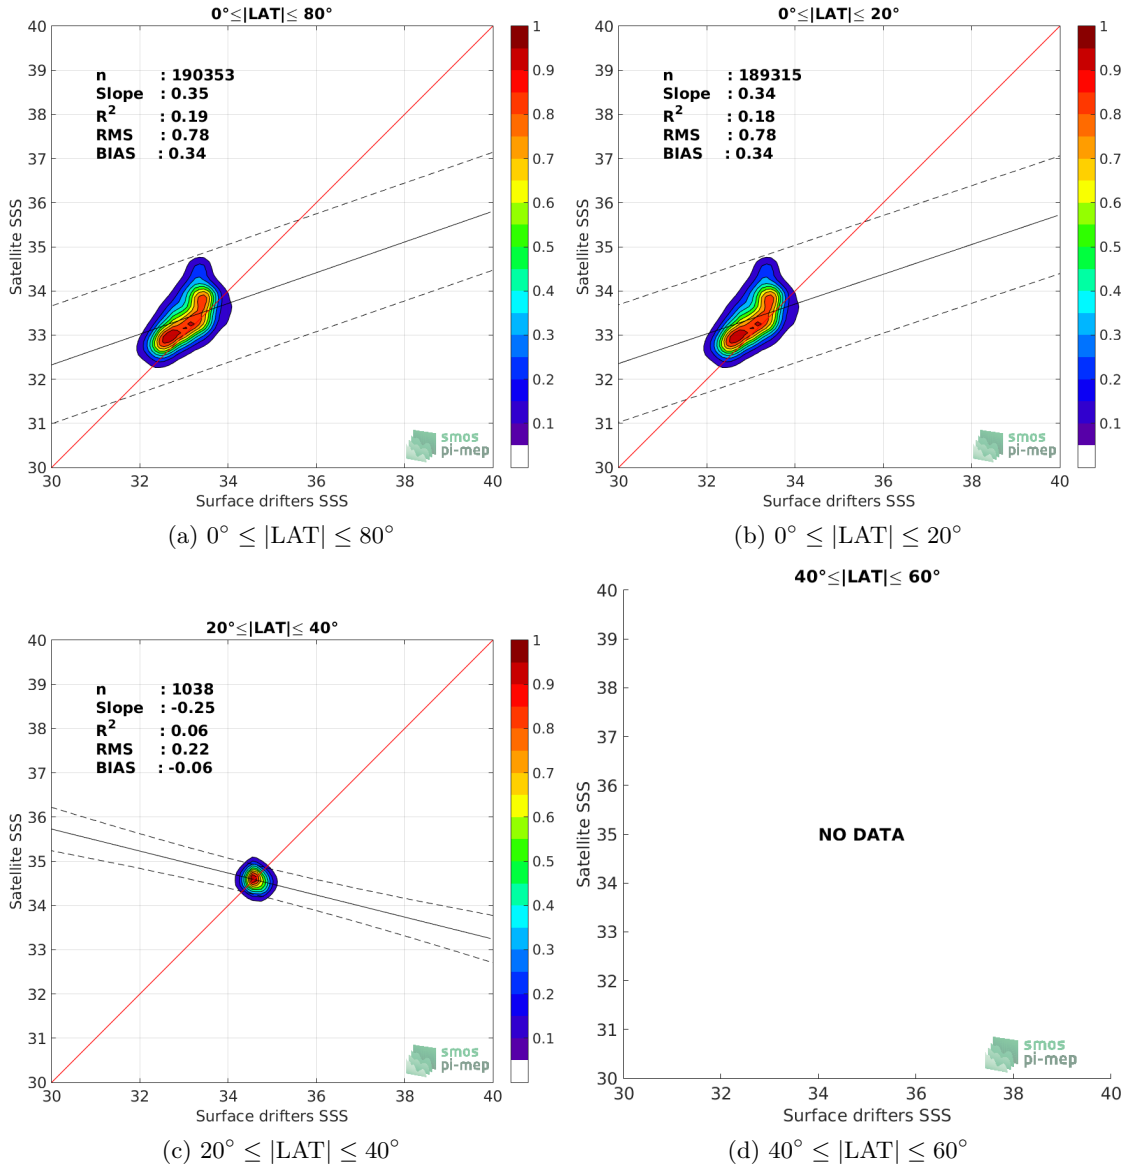 0°≤|LAT|≤ 80°
40
39
38
37
36
35
34
33
32
31
30
Satellite SSS
n : 190353
Slope : 0.35
R² : 0.19
RMS : 0.78
BIAS : 0.34
smos
pi-mep
30 32 34 36 38 40
Surface drifters SSS
1
0.9
0.8
0.7
0.6
0.5
0.4
0.3
0.2
0.1
(a) 0° ≤ |LAT| ≤ 80°
0°≤|LAT|≤ 20°
40
39
38
37
36
35
34
33
32
31
30
Satellite SSS
n : 189315
Slope : 0.34
R² : 0.18
RMS : 0.78
BIAS : 0.34
smos
pi-mep
30 32 34 36 38 40
Surface drifters SSS
1
0.9
0.8
0.7
0.6
0.5
0.4
0.3
0.2
0.1
(b) 0° ≤ |LAT| ≤ 20°
20°≤|LAT|≤ 40°
40
39
38
37
36
35
34
33
32
31
30
Satellite SSS
n : 1038
Slope : -0.25
R² : 0.06
RMS : 0.22
BIAS : -0.06
smos
pi-mep
30 32 34 36 38 40
Surface drifters SSS
1
0.9
0.8
0.7
0.6
0.5
0.4
0.3
0.2
0.1
(c) 20° ≤ |LAT| ≤ 40°
40°≤|LAT|≤ 60°
40
39
38
37
36
35
34
33
32
31
30
Satellite SSS
NO DATA
smos
pi-mep
30 32 34 36 38 40
Surface drifters SSS
(d) 40° ≤ |LAT| ≤ 60°